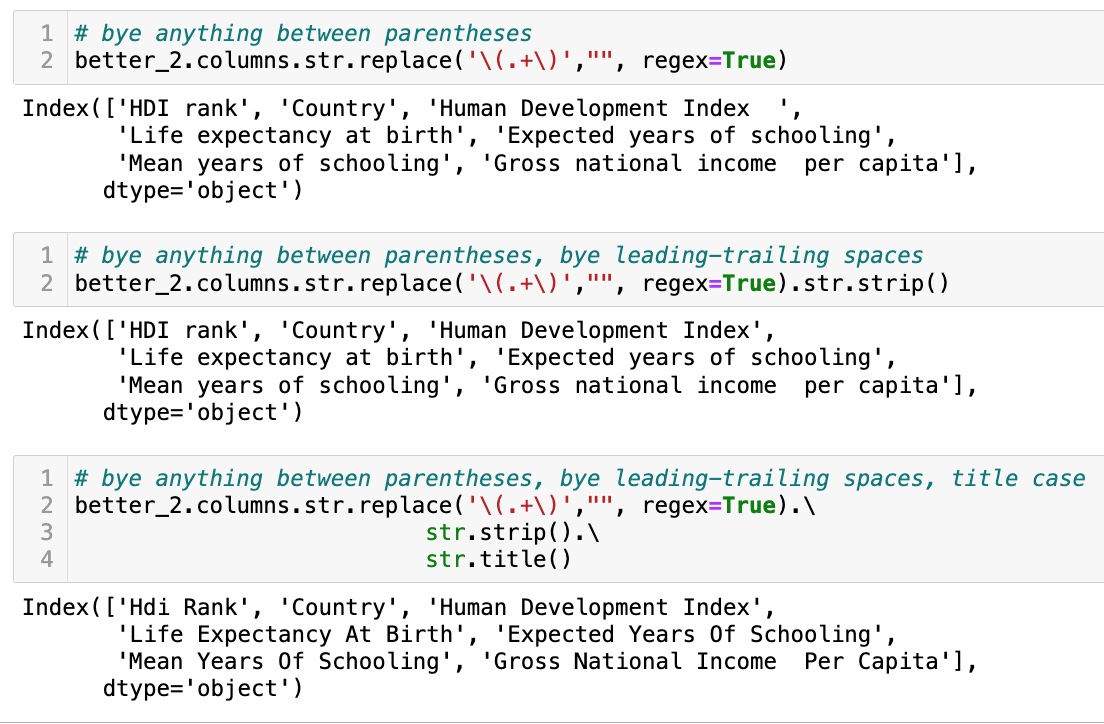 1 # bye anything between parentheses
2 better_2.columns.str.replace('\(.+\)',"", regex=True)
Index(['HDI rank', 'Country', 'Human Development Index  ',
       'Life expectancy at birth', 'Expected years of schooling',
       'Mean years of schooling', 'Gross national income  per capita'],
      dtype='object')
1 # bye anything between parentheses, bye leading-trailing spaces
2 better_2.columns.str.replace('\(.+\)',"", regex=True).str.strip()
Index(['HDI rank', 'Country', 'Human Development Index',
       'Life expectancy at birth', 'Expected years of schooling',
       'Mean years of schooling', 'Gross national income  per capita'],
      dtype='object')
1 # bye anything between parentheses, bye leading-trailing spaces, title case
2 better_2.columns.str.replace('\(.+\)',"", regex=True).\
3                           str.strip().\
4                           str.title()
Index(['Hdi Rank', 'Country', 'Human Development Index',
       'Life Expectancy At Birth', 'Expected Years Of Schooling',
       'Mean Years Of Schooling', 'Gross National Income  Per Capita'],
      dtype='object')